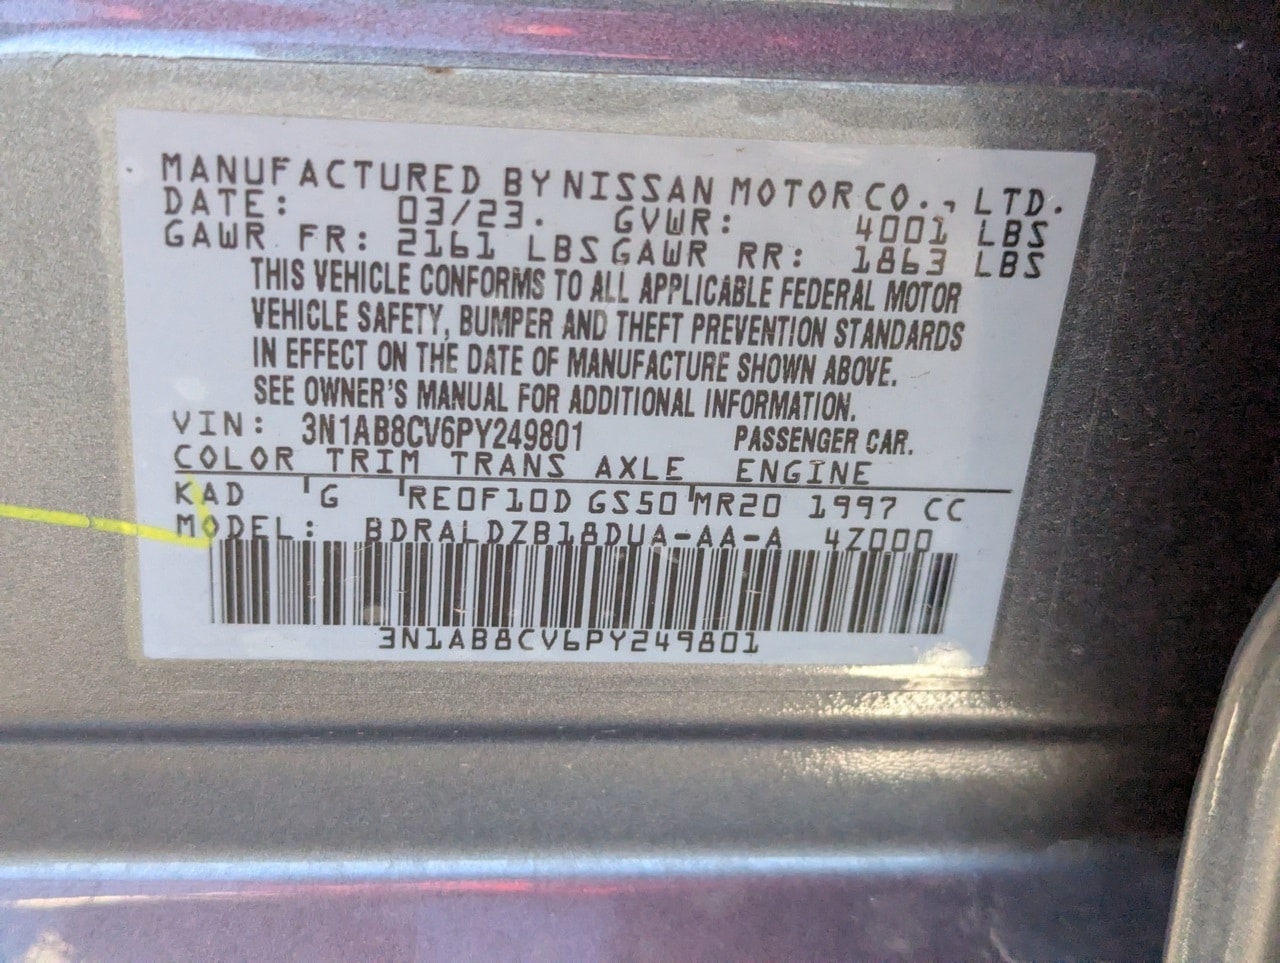 MANUFACTURED BY NISSAN MOTOR CO., LTD.
DATE: 03/23. GVWR: 4001 LBS
GAWR FR: 2161 LBS GAWR RR: 1863 LBS
THIS VEHICLE CONFORMS TO ALL APPLICABLE FEDERAL MOTOR
VEHICLE SAFETY, BUMPER AND THEFT PREVENTION STANDARDS
IN EFFECT ON THE DATE OF MANUFACTURE SHOWN ABOVE.
SEE OWNER'S MANUAL FOR ADDITIONAL INFORMATION.
VIN: 3N1AB8CV6PY249801 PASSENGER CAR.
COLOR TRIM TRANS AXLE ENGINE
KAD G RE0F10D GS50 MR20 1997 CC
MODEL: BDRALDZB18DUA-AA-A 4Z000
3N1AB8CV6PY249801